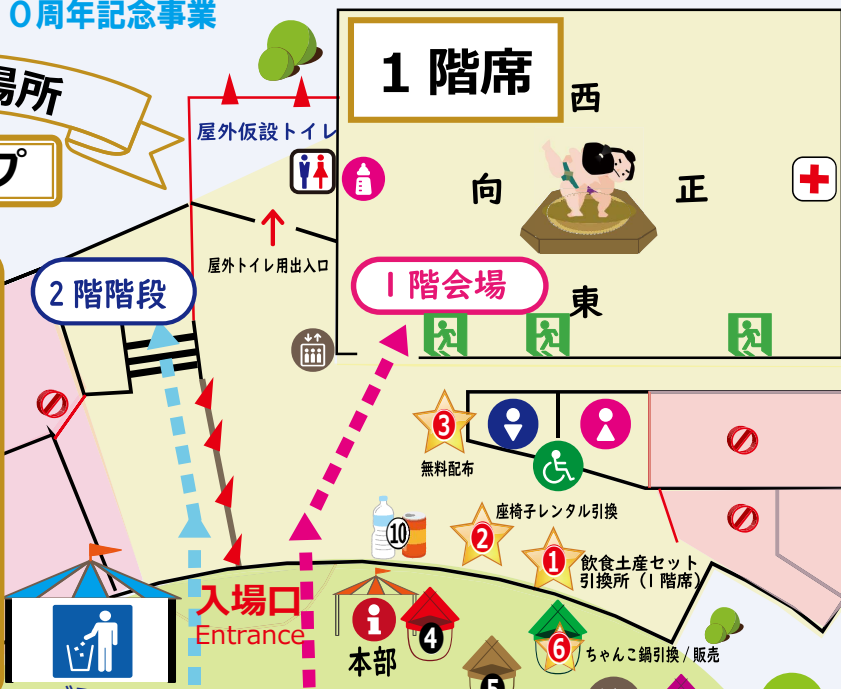 ０周年記念事業
場所
プ
１階席
西
向
正
東
屋外仮設トイレ
屋外トイレ用出入口
２階階段
１階会場
3
無料配布
10
2
座椅子レンタル引換
1
飲食土産セット
引換所（１階席）
入場口
Entrance
i
本部
4
5
6
ちゃんこ鍋引換/販売